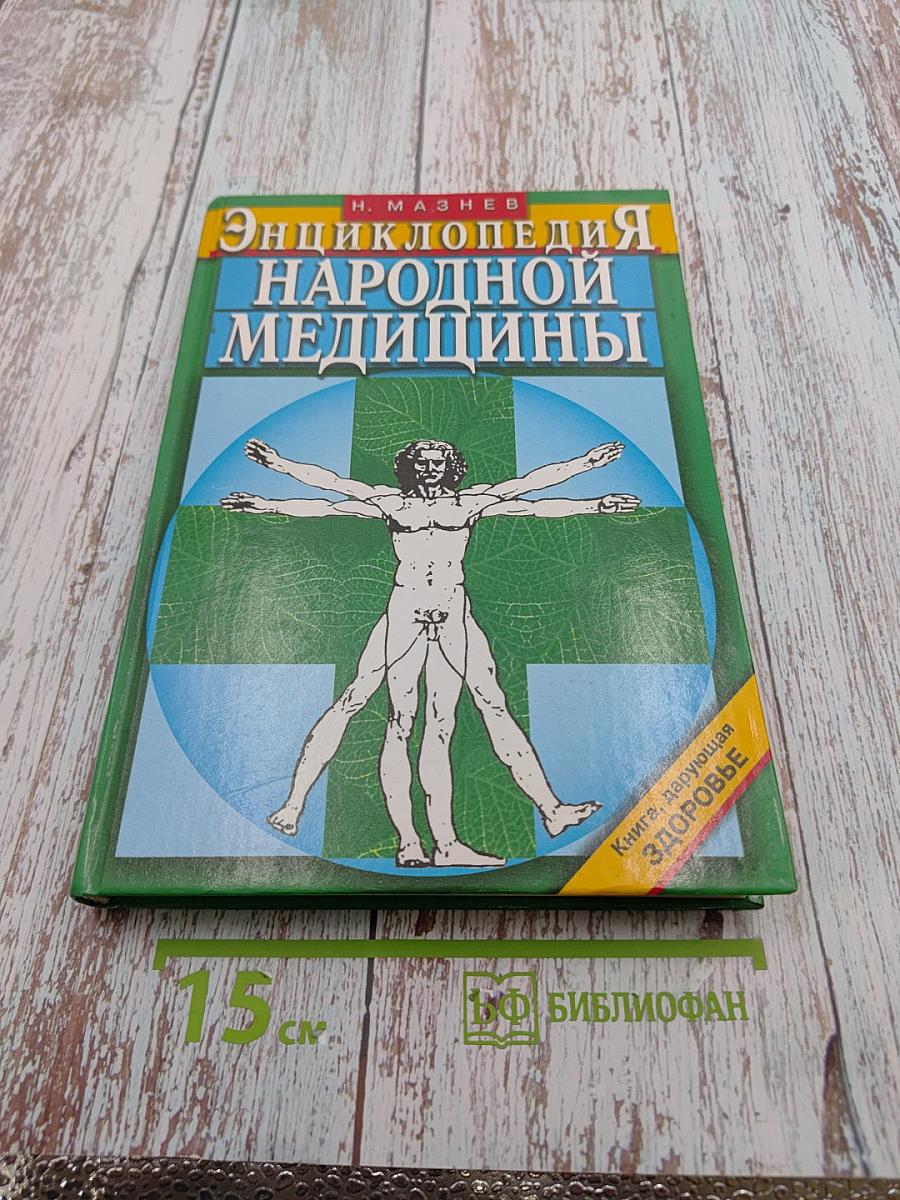 Н. МАЗНЕВ
ЭНЦИКЛОПЕДИЯ
НАРОДНОЙ
МЕДИЦИНЫ
Книга, дарующая
ЗДОРОВЬЕ
15 см
БФ БИБЛИОФАН